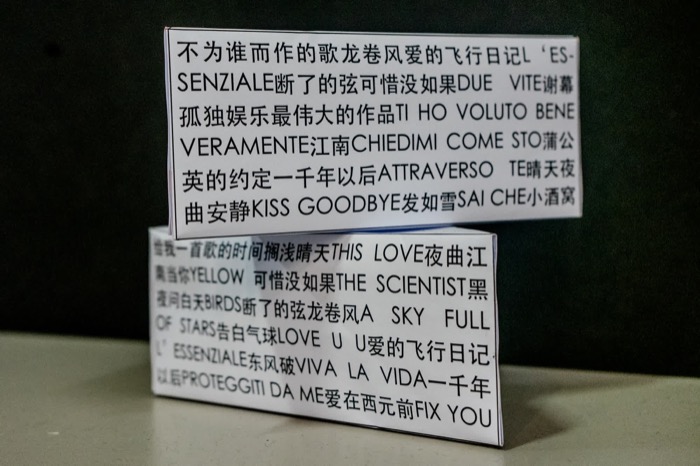 不为谁而作的歌龙卷风爱的飞行日记L'ES-
SENZIALE断了的弦可惜没如果DUE VITE谢幕
孤独娱乐最伟大的作品TI HO VOLUTO BENE
VERAMENTE江南CHIEDIMI COME STO蒲公
英的约定一千年以后ATTRAVERSO TE晴天夜
曲安静KISS GOODBYE发如雪SAI CHE小酒窝
给我一首歌的时间搁浅晴天THIS LOVE夜曲江
南当你YELLOW 可惜没如果THE SCIENTIST黑
夜问白天BIRDS断了的弦龙卷风A SKY FULL
OF STARS告白气球LOVE U U爱的飞行日记
L'ESSENZIALE东风破VIVA LA VIDA一千年
以后PROTEGGITI DA ME爱在西元前FIX YOU